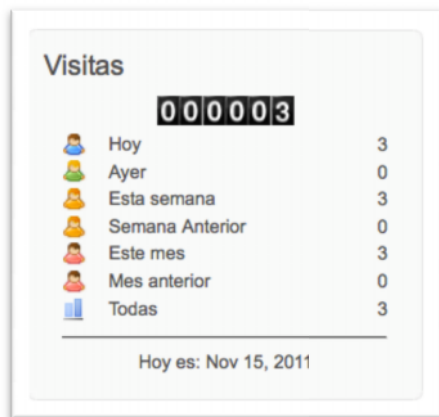 Visitas
000003
Hoy 3
Ayer 0
Esta semana 3
Semana Anterior 0
Este mes 3
Mes anterior 0
Todas 3
Hoy es: Nov 15, 2011